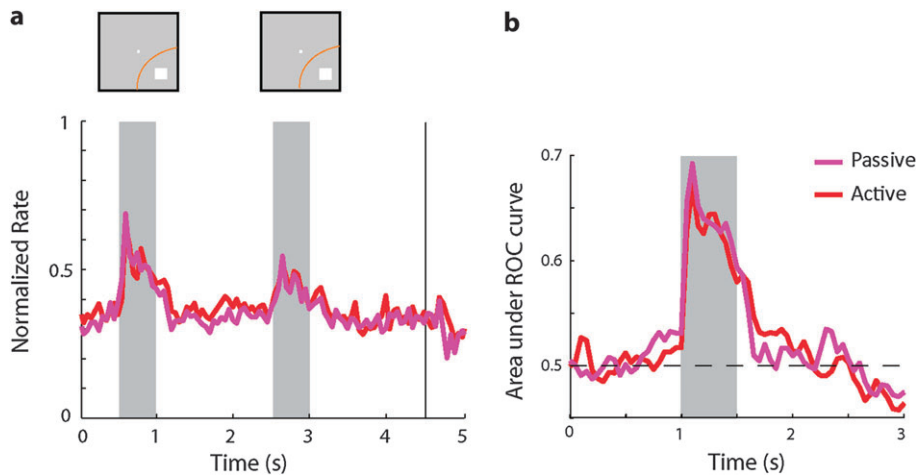 a
Normalized Rate
1
0.5
0
0 1 2 3 4 5
Time (s)
b
Area under ROC curve
0.7
0.6
0.5
0 1 2 3
Time (s)
Passive
Active